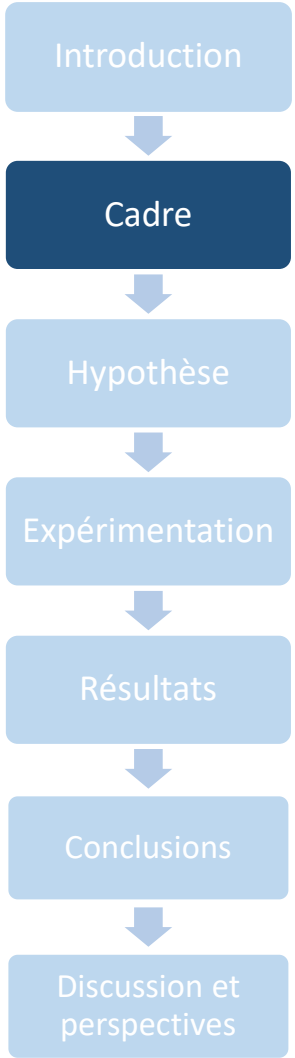 Introduction
Cadre
Hypothèse
Expérimentation
Résultats
Conclusions
Discussion et
perspectives